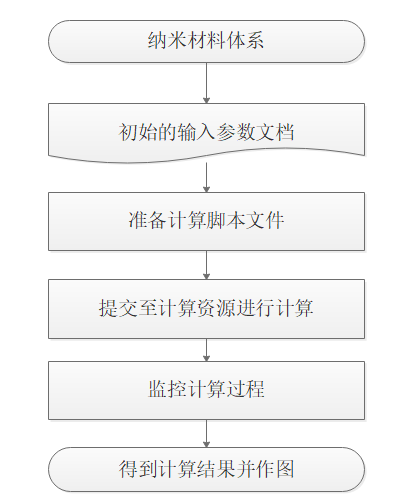 纳米材料体系
初始的输入参数文档
准备计算脚本文件
提交至计算资源进行计算
监控计算过程
得到计算结果并作图